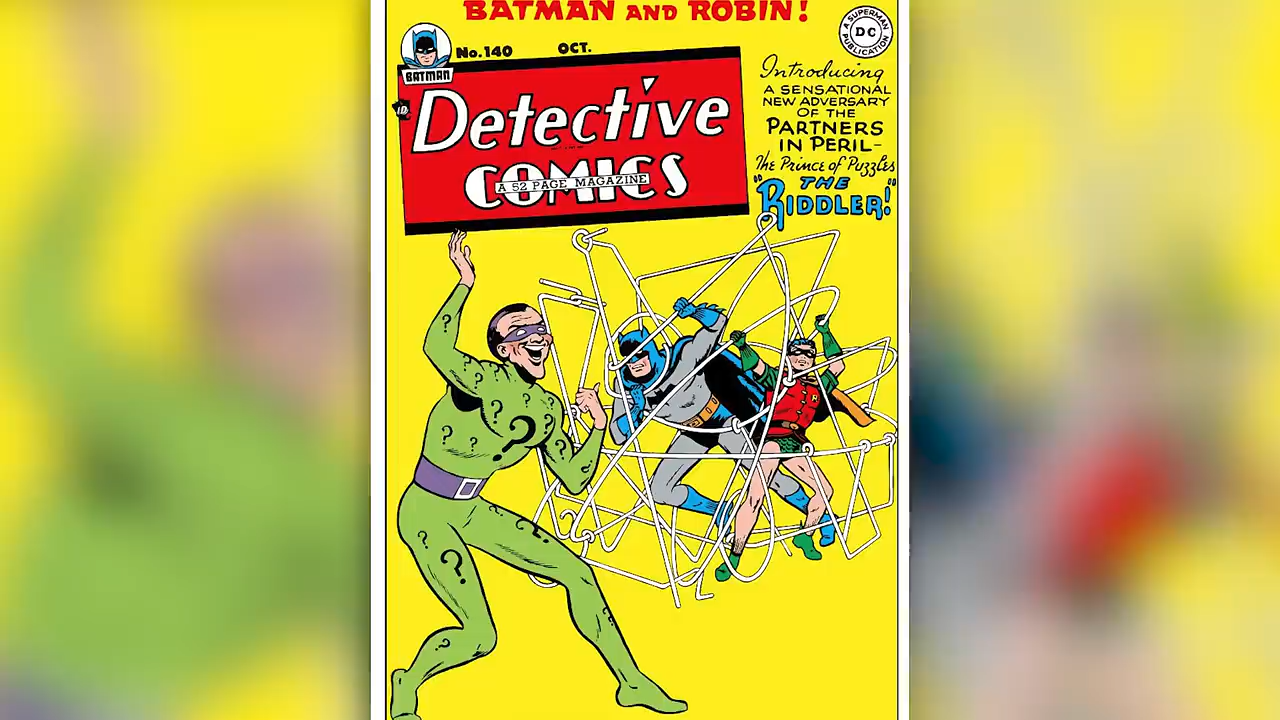 BATMAN AND ROBIN!
A SUPERMAN
DC
PUBLICATION
BATMAN
No.140 OCT.
Detective
COMICS
A 52 PAGE MAGAZINE
Introducing
A SENSATIONAL
NEW ADVERSARY
OF THE
PARTNERS
IN PERIL-
The Prince of Puzzles
"THE
RIDDLER!"
10¢
? ? ? ? ? ? ? ? ? ? ? ? ?
R